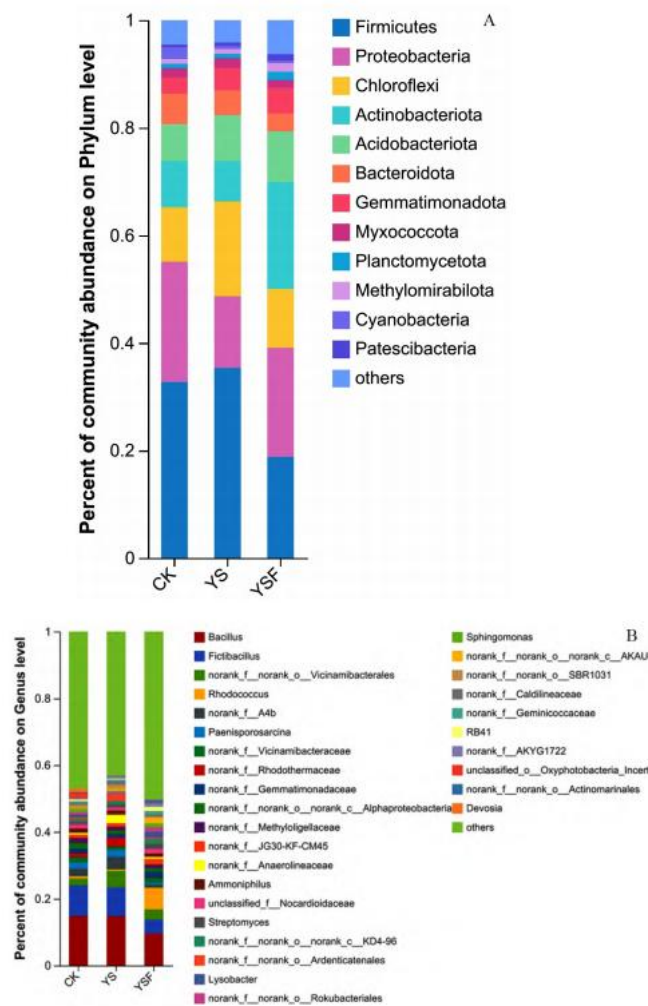 A
Percent of community abundance on Phylum level
1
0.8
0.6
0.4
0.2
0
CK
YS
YSF
Firmicutes
Proteobacteria
Chloroflexi
Actinobacteriota
Acidobacteriota
Bacteroidota
Gemmatimonadota
Myxococcota
Planctomycetota
Methylomirabilota
Cyanobacteria
Patescibacteria
others
B
Percent of community abundance on Genus level
1
0.8
0.6
0.4
0.2
0
CK
YS
YSF
Bacillus
Fictibacillus
norank_f__norank_o__Vicinamibacterales
Rhodococcus
norank_f__A4b
Paenisporosarcina
norank_f__Vicinamibacteraceae
norank_f__Rhodothermaceae
norank_f__Gemmatimonadaceae
norank_f__norank_o__norank_c__Alphaproteobacteria
norank_f__Methyloligellaceae
norank_f__JG30-KF-CM45
norank_f__Anaerolineaceae
Ammoniphilus
unclassified_f__Nocardioidaceae
Streptomyces
norank_f__norank_o__norank_c__KD4-96
norank_f__norank_o__Ardenticatenales
Lysobacter
norank_f__norank_o__Rokubacteriales
Sphingomonas
norank_f__norank_o__norank_c__AKAU
norank_f__norank_o__SBR1031
norank_f__Caldilineaceae
norank_f__Geminicoccaceae
RB41
norank_f__AKYG1722
unclassified_o__Oxyphotobacteria_Incert
norank_f__norank_o__Actinomarinales
Devosia
others